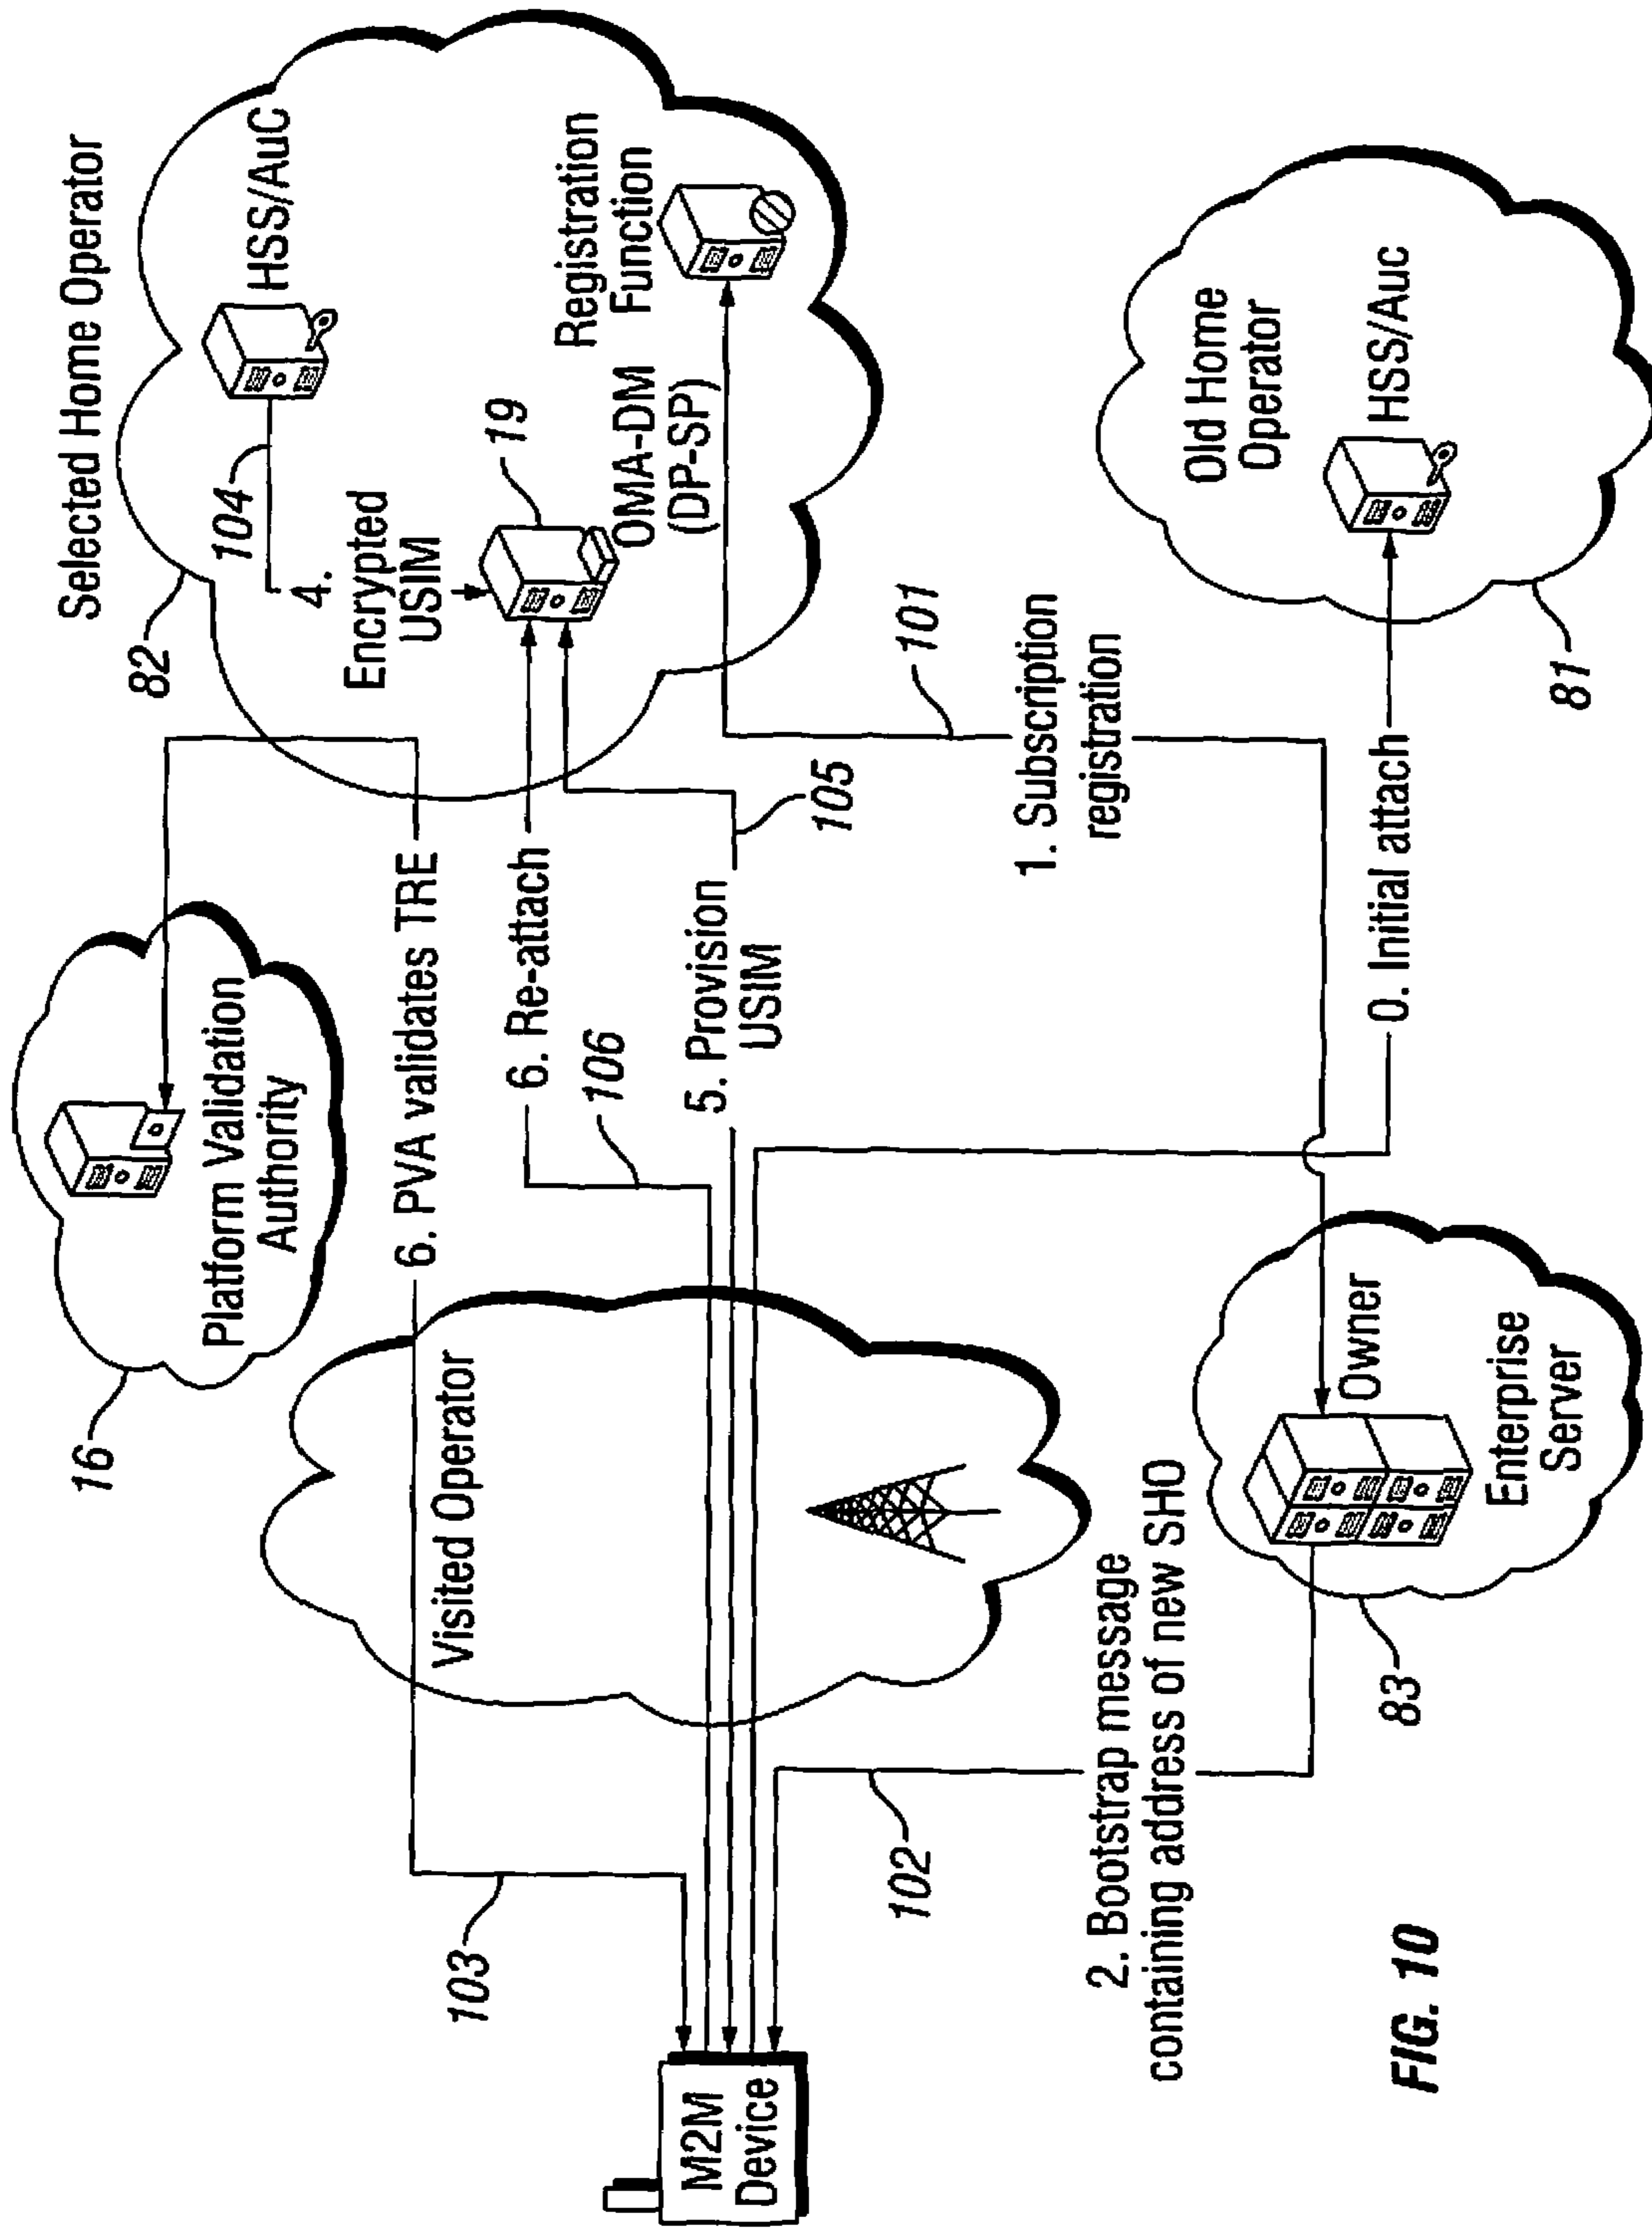 16
Platform Validation
Authority
Selected Home Operator
82
104
HSS/AuC
4.
Encrypted
USIM
19
OMA-DM
(DP-SP)
Registration
Function
103
6. PVA validates TRE
Visited Operator
6. Re-attach
106
5. Provision
USIM
105
M2M
Device
101
1. Subscription
registration
102
2. Bootstrap message
containing address of new SHO
Old Home
Operator
HSS/Auc
81
0. Initial attach
Owner
Enterprise
Server
83
FIG. 10